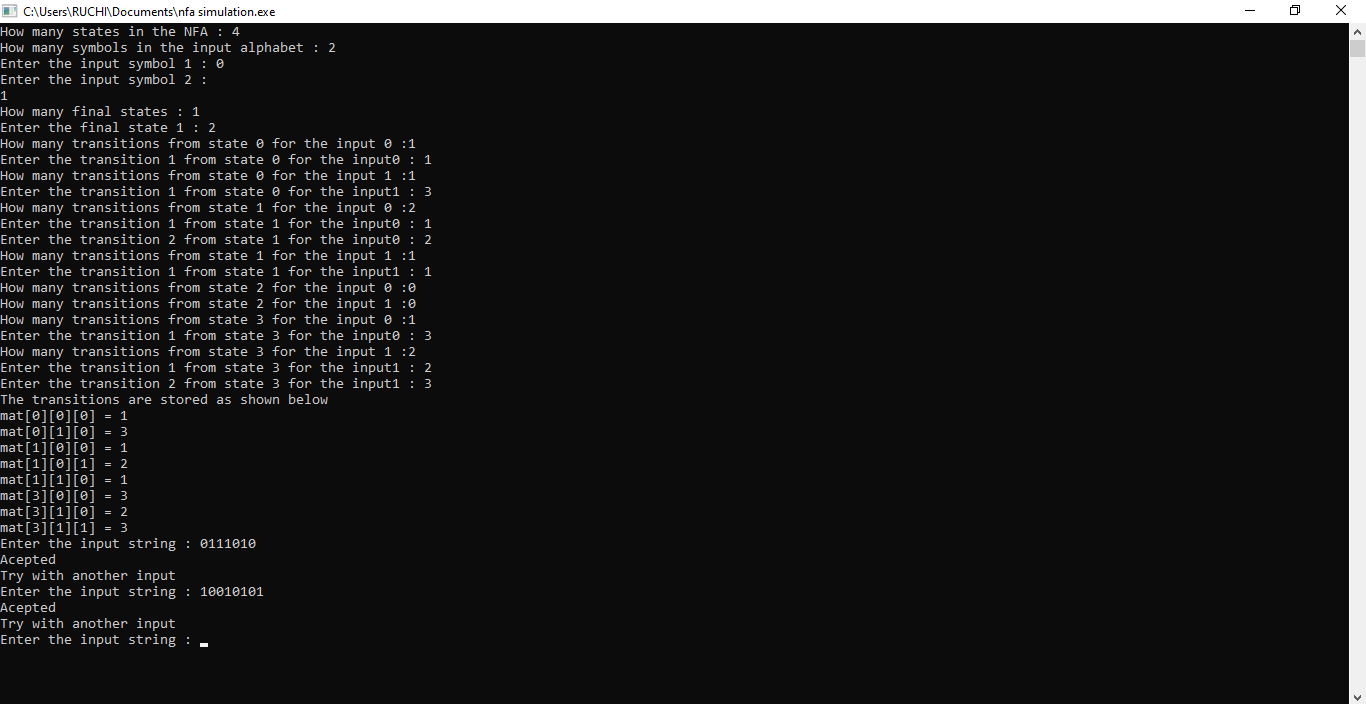 C:\Users\RUCHI\Documents\nfa simulation.exe
How many states in the NFA : 4
How many symbols in the input alphabet : 2
Enter the input symbol 1 : 0
Enter the input symbol 2 :
1
How many final states : 1
Enter the final state 1 : 2
How many transitions from state 0 for the input 0 :1
Enter the transition 1 from state 0 for the input0 : 1
How many transitions from state 0 for the input 1 :1
Enter the transition 1 from state 0 for the input1 : 3
How many transitions from state 1 for the input 0 :2
Enter the transition 1 from state 1 for the input0 : 1
Enter the transition 2 from state 1 for the input0 : 2
How many transitions from state 1 for the input 1 :1
Enter the transition 1 from state 1 for the input1 : 1
How many transitions from state 2 for the input 0 :0
How many transitions from state 2 for the input 1 :0
How many transitions from state 3 for the input 0 :1
Enter the transition 1 from state 3 for the input0 : 3
How many transitions from state 3 for the input 1 :2
Enter the transition 1 from state 3 for the input1 : 2
Enter the transition 2 from state 3 for the input1 : 3
The transitions are stored as shown below
mat[0][0][0] = 1
mat[0][1][0] = 3
mat[1][0][0] = 1
mat[1][0][1] = 2
mat[1][1][0] = 1
mat[3][0][0] = 3
mat[3][1][0] = 2
mat[3][1][1] = 3
Enter the input string : 0111010
Acepted
Try with another input
Enter the input string : 10010101
Acepted
Try with another input
Enter the input string :